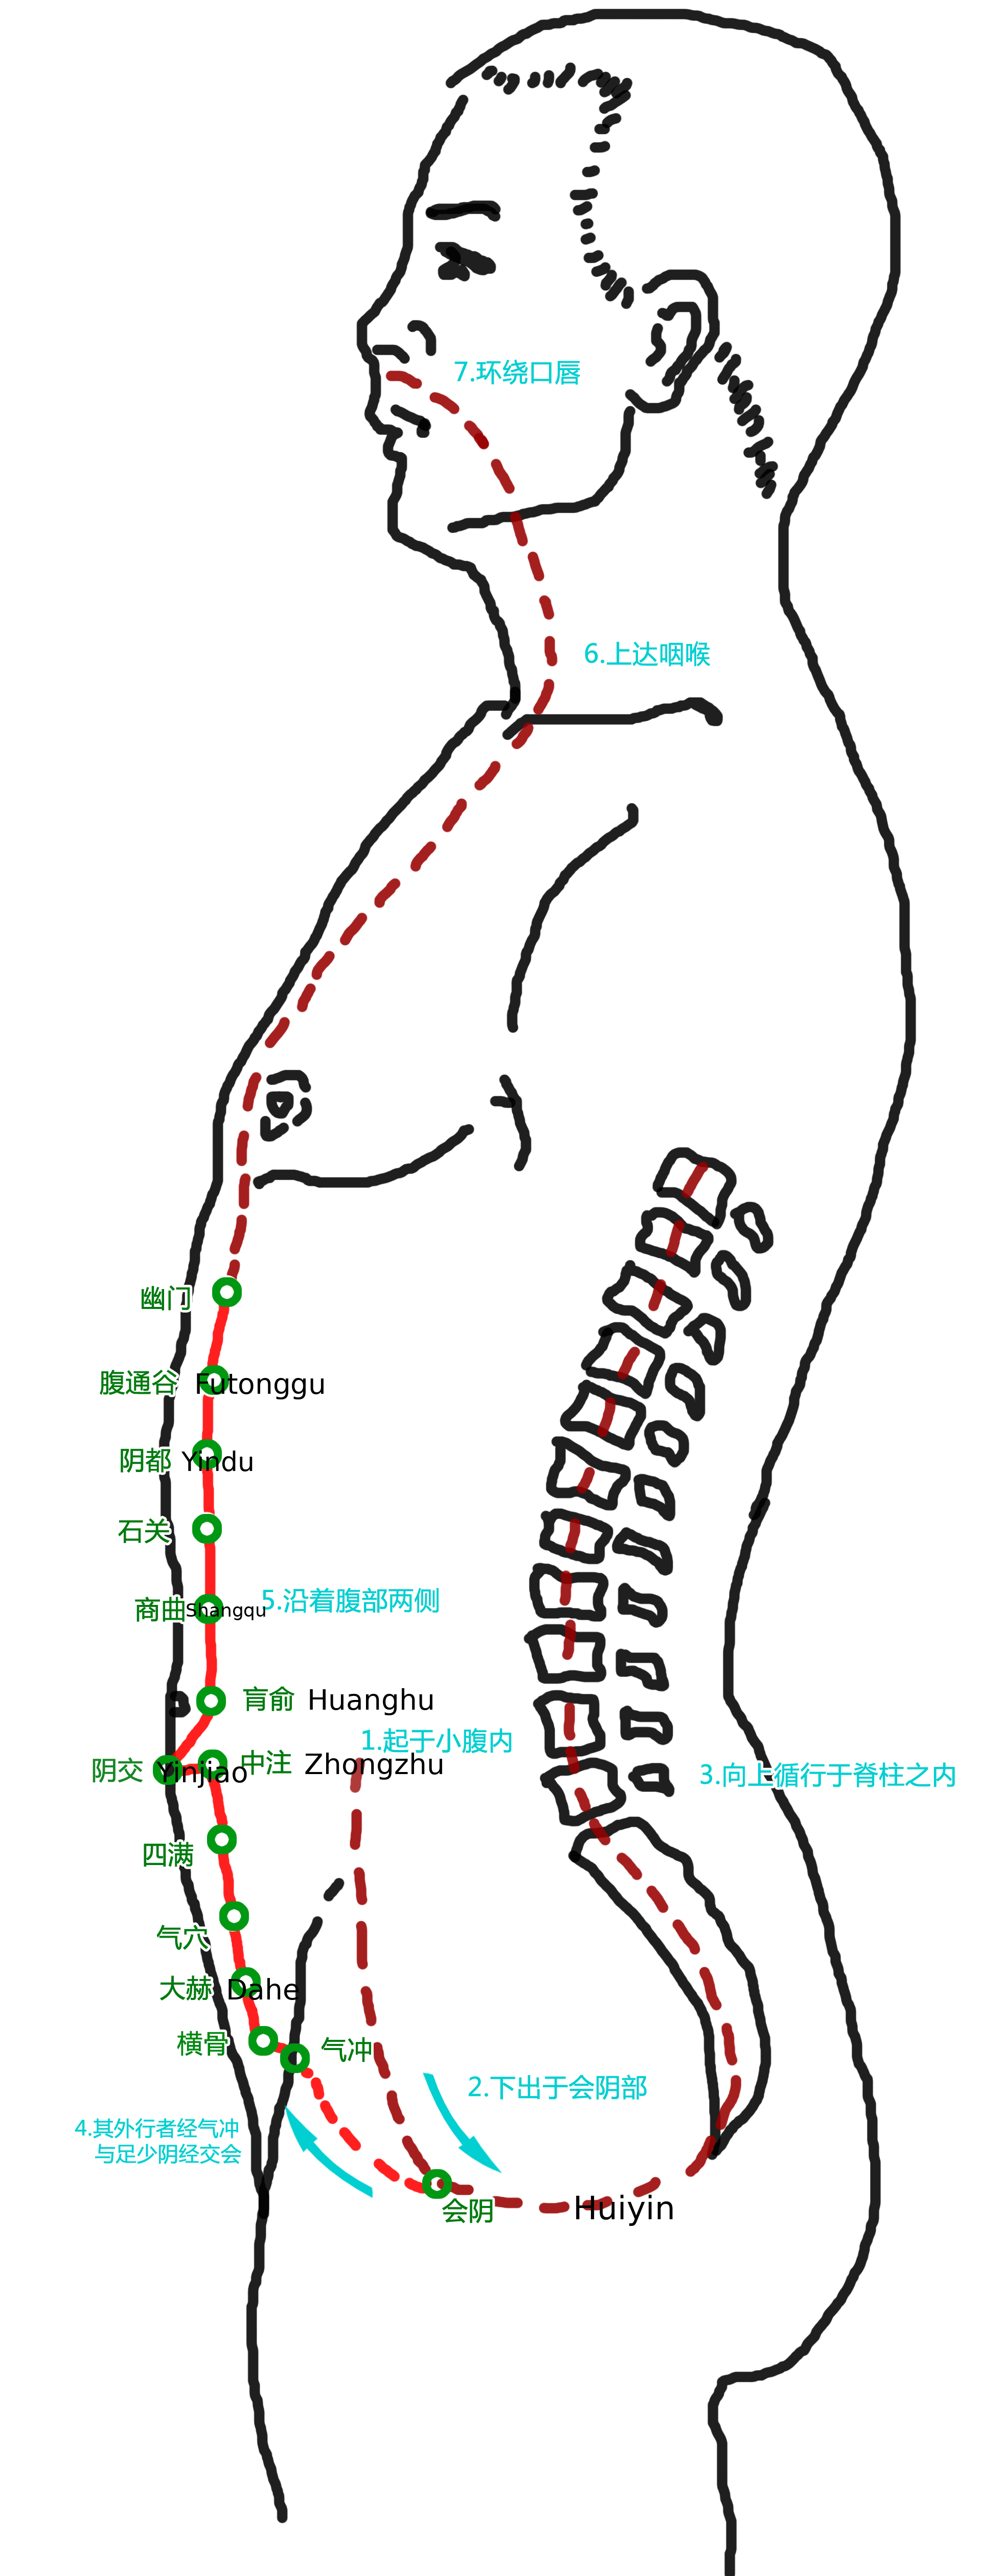 7.环绕口唇
6.上达咽喉
幽门
腹通谷 Futonggu
阴都 Yindu
石关
商曲 Shangqu
5.沿着腹部两侧
肓俞 Huanghu
1.起于小腹内
阴交 Yinjiao
中注 Zhongzhu
3.向上循行于脊柱之内
四满
气穴
大赫 Dahe
横骨
气冲
2.下出于会阴部
4.其外行者经气冲
与足少阴经交会
会阴 Huiyin